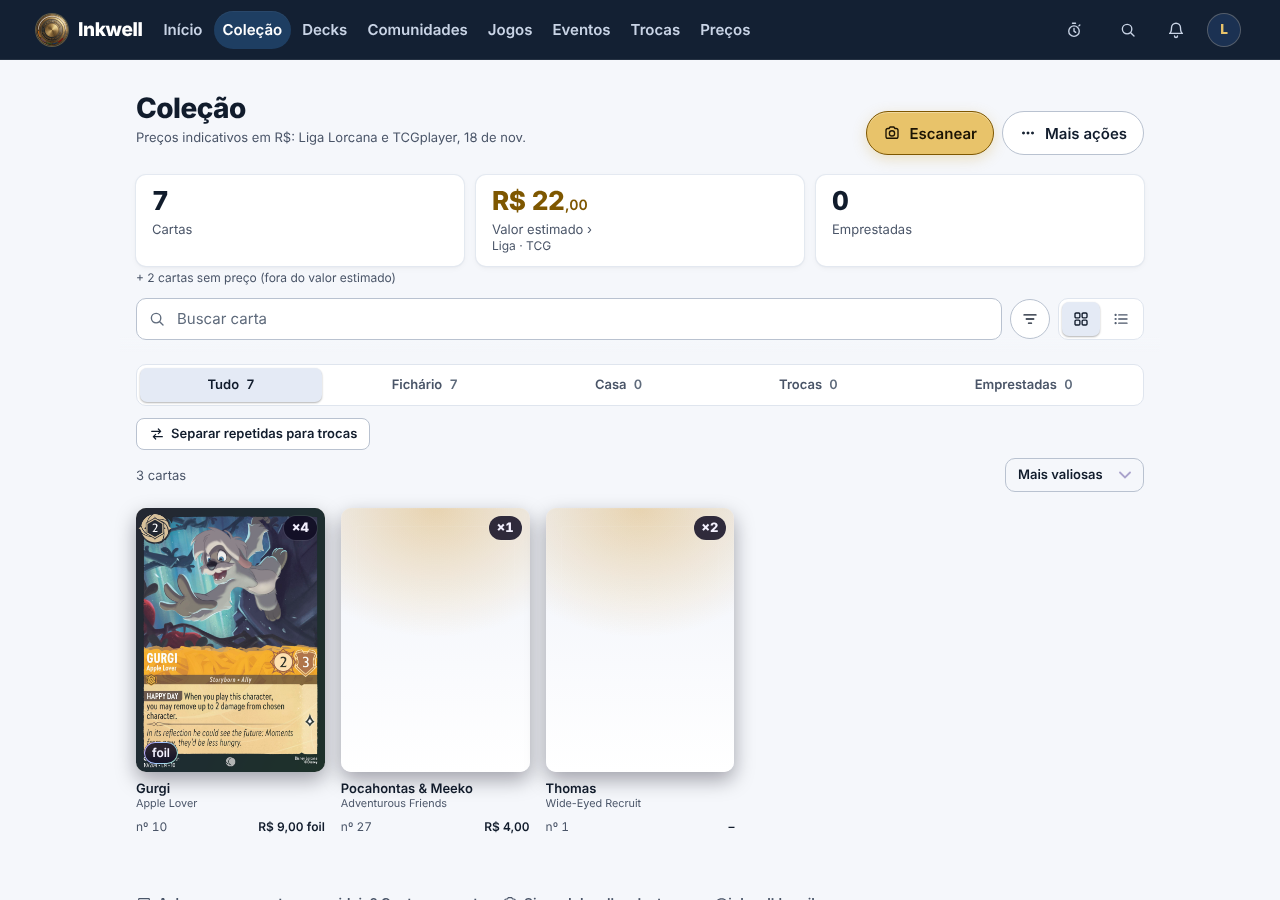 Inkwell Início Coleção Decks Comunidades Jogos Eventos Trocas Preços L
Coleção
Preços indicativos em R$: Liga Lorcana e TCGplayer, 18 de nov.
Escanear
Mais ações
7
Cartas
R$ 22,00
Valor estimado ›
Liga · TCG
0
Emprestadas
+ 2 cartas sem preço (fora do valor estimado)
Buscar carta
Tudo 7 Fichário 7 Casa 0 Trocas 0 Emprestadas 0
Separar repetidas para trocas
3 cartas
Mais valiosas
2
×4
GURGI
Apple Lover
2 3
Storyborn • Ally
HAPPY DAY When you play this character,
you may remove up to 2 damage from chosen
character.
In its reflection he could see the future: Moments
they'd be less hungry.
foil
×1
×2
Gurgi
Apple Lover
nº 10 R$ 9,00 foil
Pocahontas & Meeko
Adventurous Friends
nº 27 R$ 4,00
Thomas
Wide-Eyed Recruit
nº 1 –